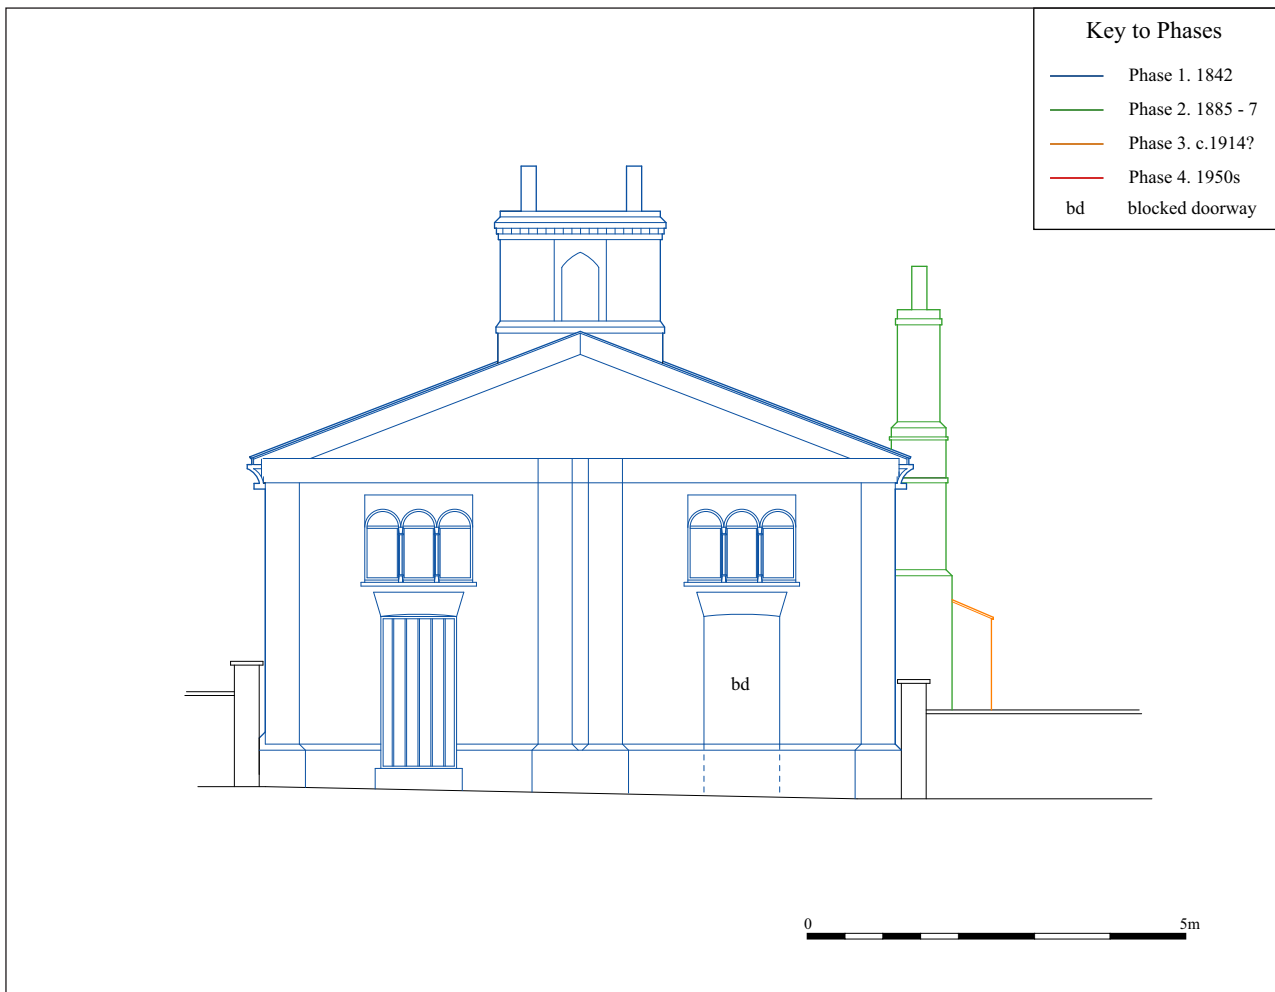 Key to Phases
Phase 1. 1842
Phase 2. 1885 - 7
Phase 3. c.1914?
Phase 4. 1950s
bd blocked doorway
bd
0 5m